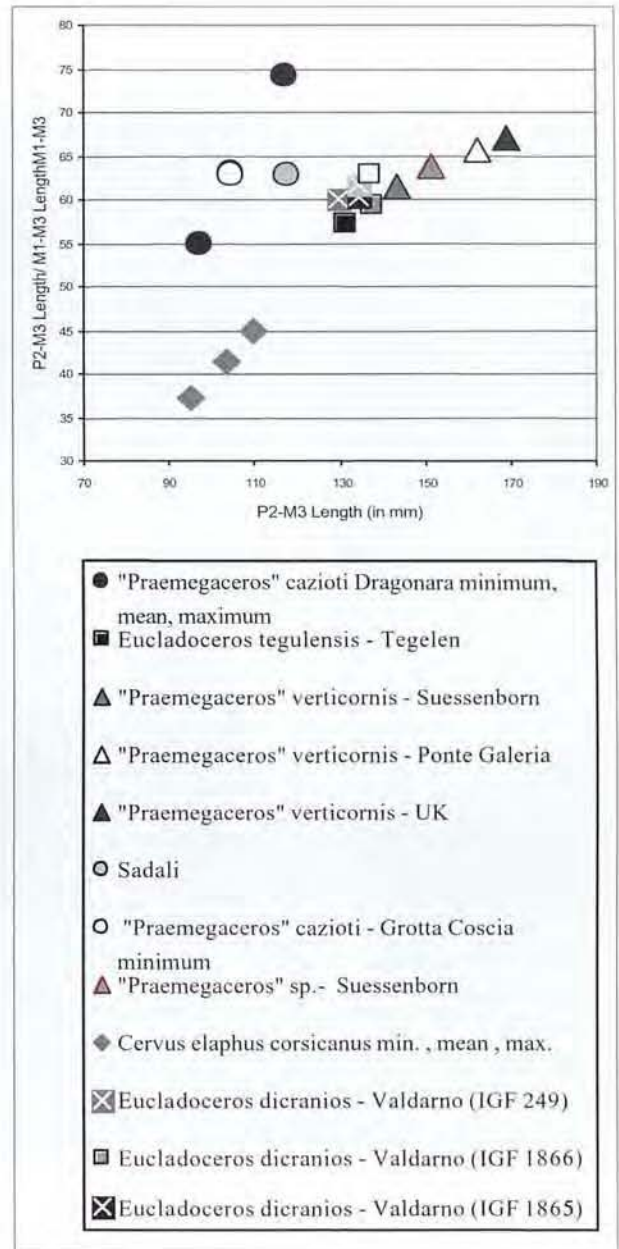 80
75
70
65
60
55
50
45
40
35
30
P2-M3 Length/ M1-M3 LengthM1-M3
70 90 110 130 150 170 190
P2-M3 Length (in mm)
"Praemegaceros" cazioti Dragonara minimum,
mean, maximum
Eucladoceros tegulensis - Tegelen
"Praemegaceros" verticornis - Suessenborn
"Praemegaceros" verticornis - Ponte Galeria
"Praemegaceros" verticornis - UK
Sadali
"Praemegaceros" cazioti - Grotta Coscia
minimum
"Praemegaceros" sp.- Suessenborn
Cervus elaphus corsicanus min. , mean , max.
Eucladoceros dicranios - Valdarno (IGF 249)
Eucladoceros dicranios - Valdarno (IGF 1866)
Eucladoceros dicranios - Valdarno (IGF 1865)